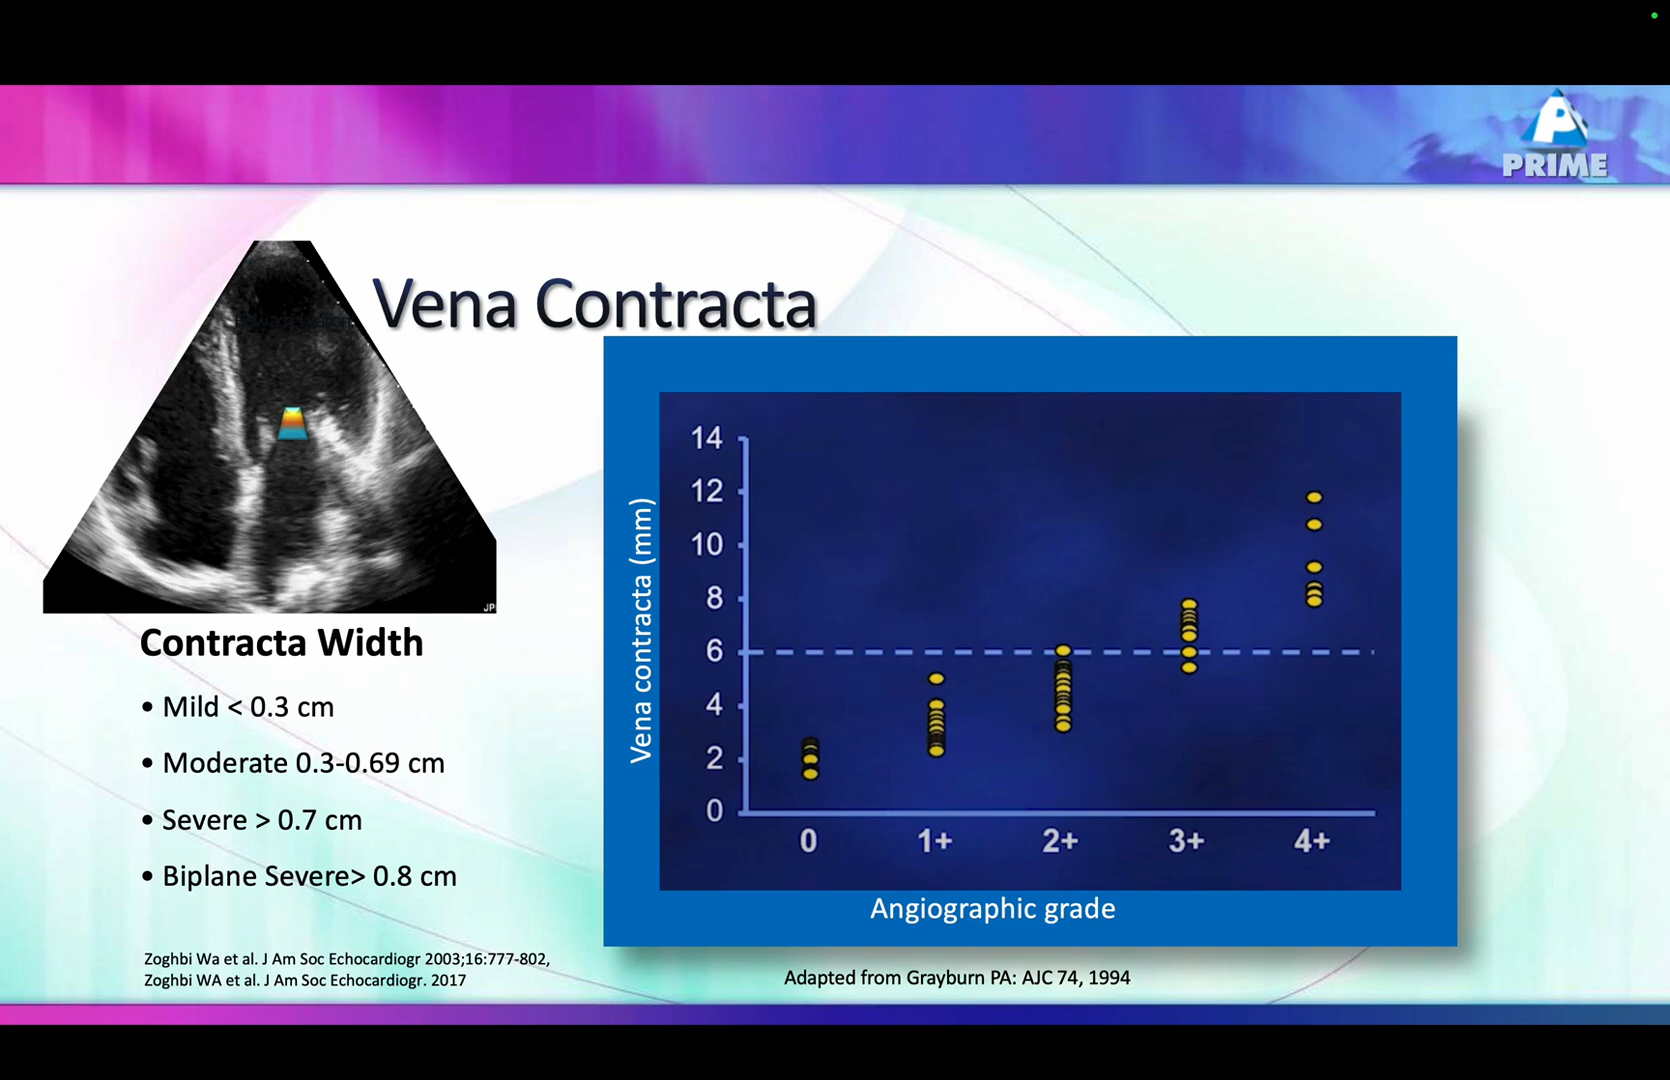 PRIME
Vena Contracta
JP
Contracta Width
• Mild < 0.3 cm
• Moderate 0.3-0.69 cm
• Severe > 0.7 cm
• Biplane Severe> 0.8 cm
Zoghbi Wa et al. J Am Soc Echocardiogr 2003;16:777-802,
Zoghbi WA et al. J Am Soc Echocardiogr. 2017
Vena contracta (mm)
14
12
10
8
6
4
2
0
0 1+ 2+ 3+ 4+
Angiographic grade
Adapted from Grayburn PA: AJC 74, 1994